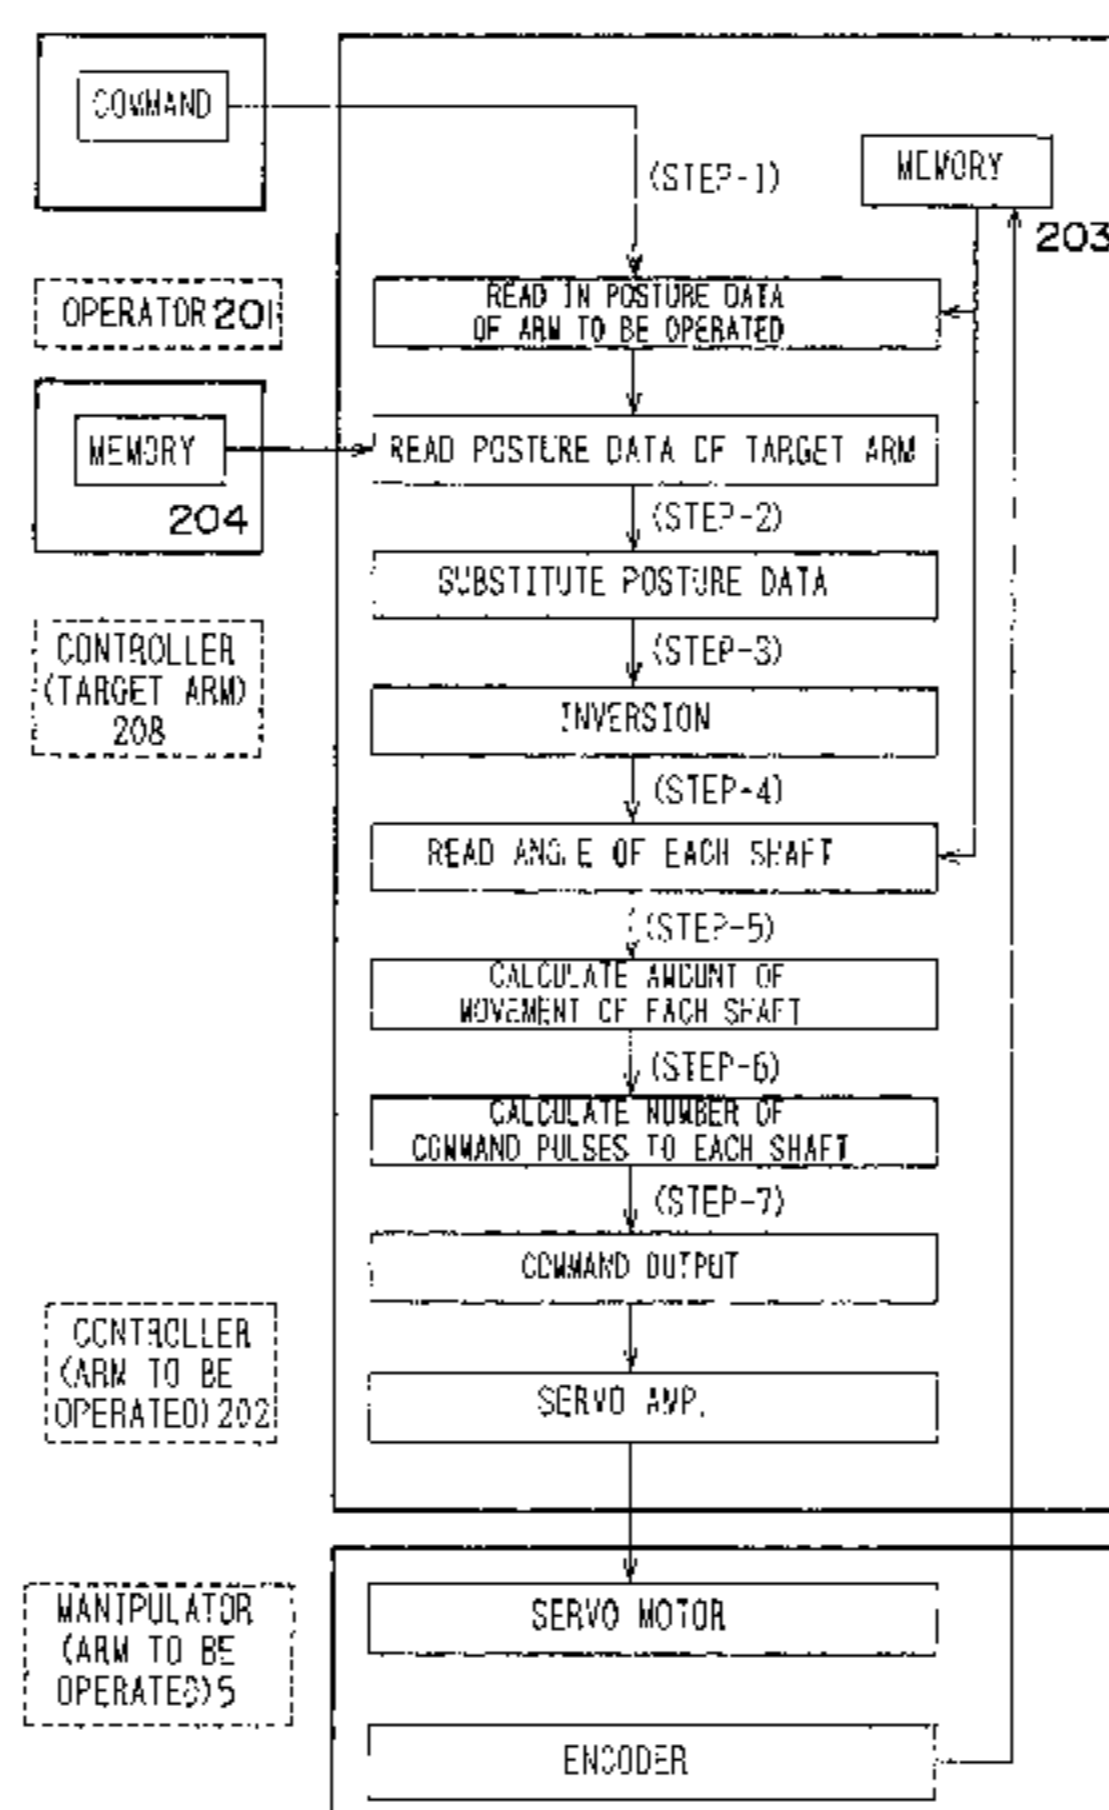 COMMAND
(STEP-1)
MEMORY
203
READ IN POSTURE DATA
OF ARM TO BE OPERATED
OPERATOR 201
MEMORY
204
READ POSTURE DATA OF TARGET ARM
(STEP-2)
SUBSTITUTE POSTURE DATA
(STEP-3)
CONTROLLER
(TARGET ARM)
208
INVERSION
(STEP-4)
READ ANGLE OF EACH SHAFT
(STEP-5)
CALCULATE AMOUNT OF
MOVEMENT OF EACH SHAFT
(STEP-6)
CALCULATE NUMBER OF
COMMAND PULSES TO EACH SHAFT
(STEP-7)
COMMAND OUTPUT
CONTROLLER
(ARM TO BE
OPERATED) 202
SERVO AMP.
SERVO MOTOR
MANIPULATOR
(ARM TO BE
OPERATED) 5
ENCODER